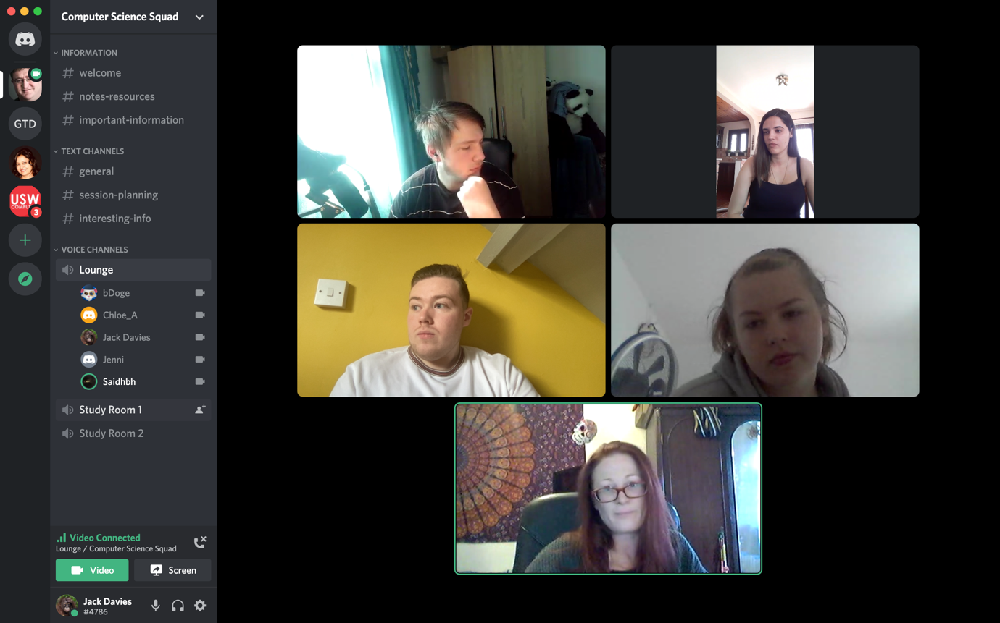 Computer Science Squad
INFORMATION
# welcome
# notes-resources
# important-information
GTD
TEXT CHANNELS
# general
# session-planning
USW
COMPU
3
# interesting-info
VOICE CHANNELS
Lounge
bDoge
Chloe_A
Jack Davies
Jenni
Saidhbh
Study Room 1
Study Room 2
Video Connected
Lounge / Computer Science Squad
Video Screen
Jack Davies
#4786